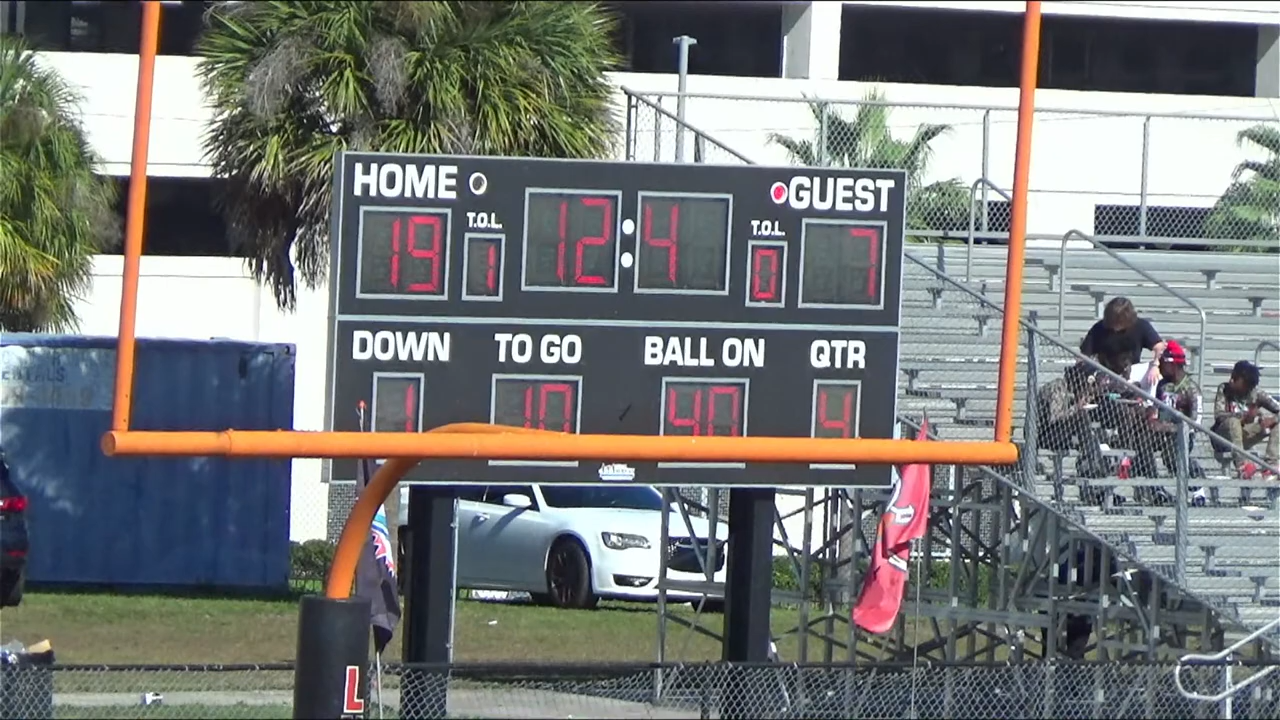 HOME GUEST
T.O.L. T.O.L.
19 1 12:4 0 7
DOWN TO GO BALL ON QTR
1 10 40 4
L